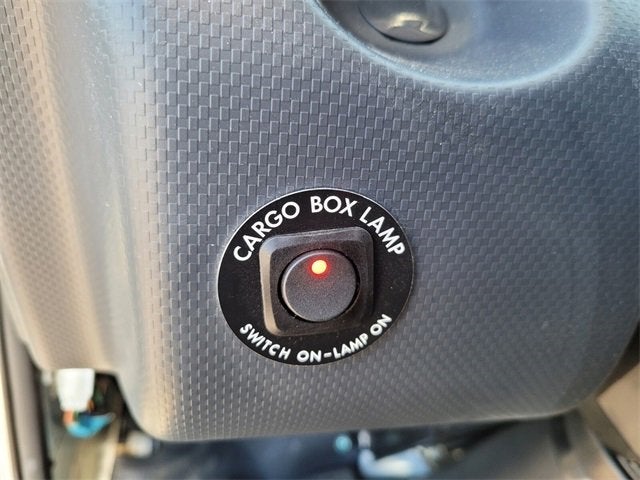 CARGO BOX LAMP
SWITCH ON-LAMP ON